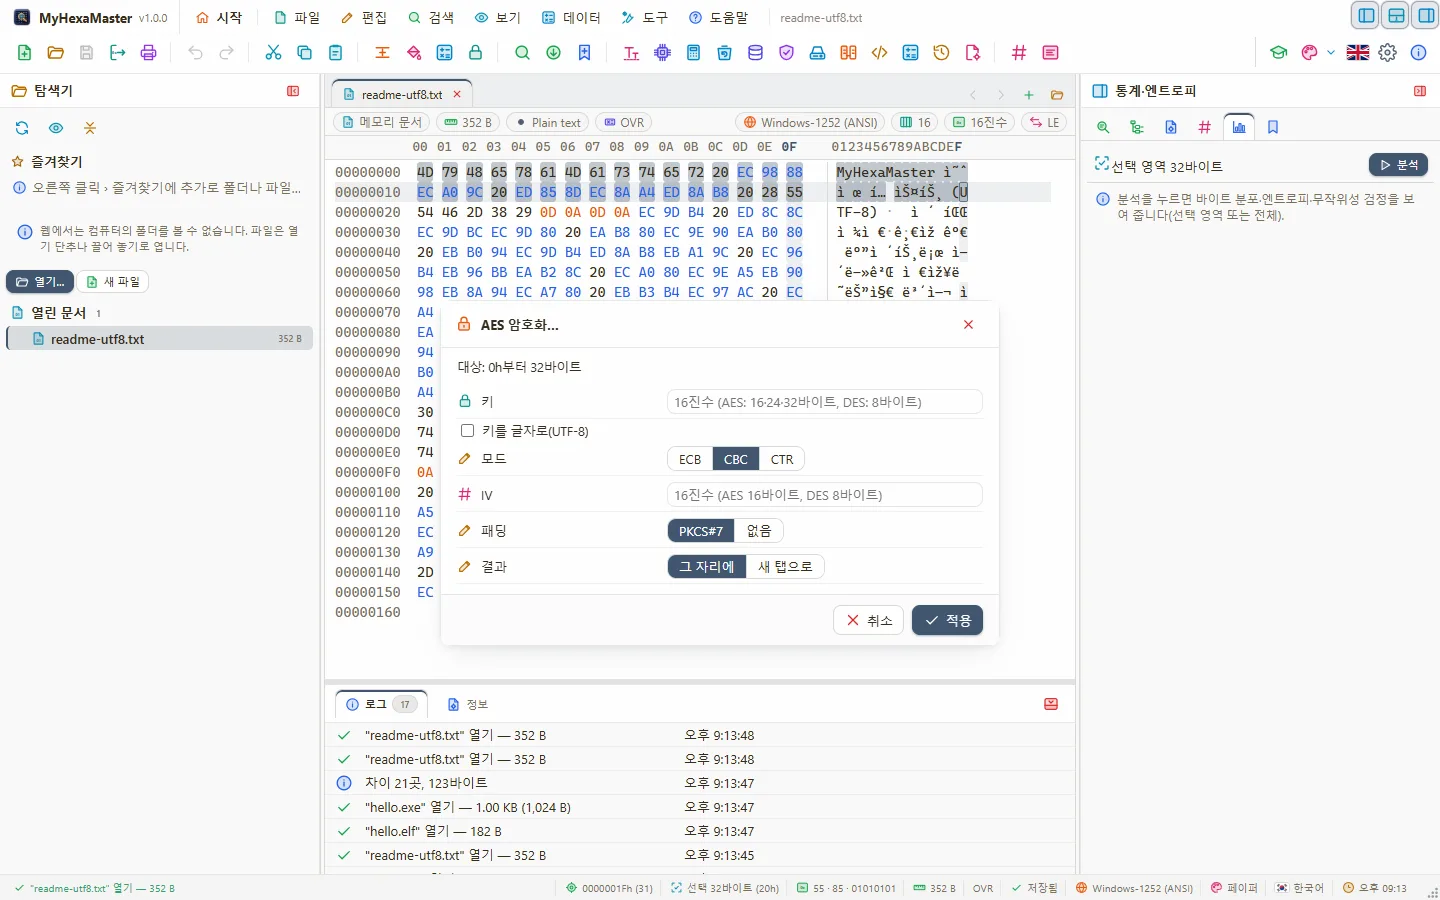 MyHexaMaster v1.0.0 시작 파일 편집 검색 보기 데이터 도구 도움말 readme-utf8.txt
탐색기
즐겨찾기
오른쪽 클릭 › 즐겨찾기에 추가로 폴더나 파일...
웹에서는 컴퓨터의 폴더를 볼 수 없습니다. 파일은 열
기 단추나 끌어 놓기로 엽니다.
열기... 새 파일
열린 문서 1
readme-utf8.txt 352 B
readme-utf8.txt
메모리 문서 352 B Plain text OVR Windows-1252 (ANSI) 16 16진수 LE
00 01 02 03 04 05 06 07 08 09 0A 0B 0C 0D 0E 0F 0123456789ABCDEF
00000000 4D 79 48 65 78 61 4D 61 73 74 65 72 20 EC 98 88 MyHexaMaster ì˜ˆ
00000010 EC A0 9C 20 ED 85 8D EC 8A A4 ED 8A B8 20 28 55
00000020 54 46 2D 38 29 0D 0A 0D 0A EC 9D B4 20 ED 8C 8C
00000030 EC 9D BC EC 9D 80 20 EA B8 80 EC 9E 90 EA B0 80
00000040 20 EB B0 94 EC 9D B4 ED 8A B8 EB A1 9C 20 EC 96
00000050 B4 EB 96 BB EA B2 8C 20 EC A0 80 EC 9E A5 EB 90
00000060 98 EB 8A 94 EC A7 80 20 EB B3 B4 EC 97 AC 20 EC
00000070 A4
00000080 EA
00000090 94
000000A0 B0
000000B0 A4
000000C0 30
000000D0 74
000000E0 74
000000F0 0A
00000100 20
00000110 A5
00000120 EC
00000130 A9
00000140 2D
00000150 EC
00000160
AES 암호화...
대상: 0h부터 32바이트
키 16진수 (AES: 16·24·32바이트, DES: 8바이트)
키를 글자로(UTF-8)
모드 ECB CBC CTR
IV 16진수 (AES 16바이트, DES 8바이트)
패딩 PKCS#7 없음
결과 그 자리에 새 탭으로
취소 적용
통계·엔트로피
선택 영역 32바이트 분석
분석을 누르면 바이트 분포·엔트로피·무작위성 검정을 보
여 줍니다(선택 영역 또는 전체).
로그 17 정보
"readme-utf8.txt" 열기 — 352 B 오후 9:13:48
"readme-utf8.txt" 열기 — 352 B 오후 9:13:48
차이 21곳, 123바이트 오후 9:13:47
"hello.exe" 열기 — 1.00 KB (1,024 B) 오후 9:13:47
"hello.elf" 열기 — 182 B 오후 9:13:47
"readme-utf8.txt" 열기 — 352 B 오후 9:13:45
"readme-utf8.txt" 열기 — 352 B 0000001Fh (31) 선택 32바이트 (20h) 55 · 85 · 01010101 352 B OVR 저장됨 Windows-1252 (ANSI) 페이퍼 한국어 오후 09:13